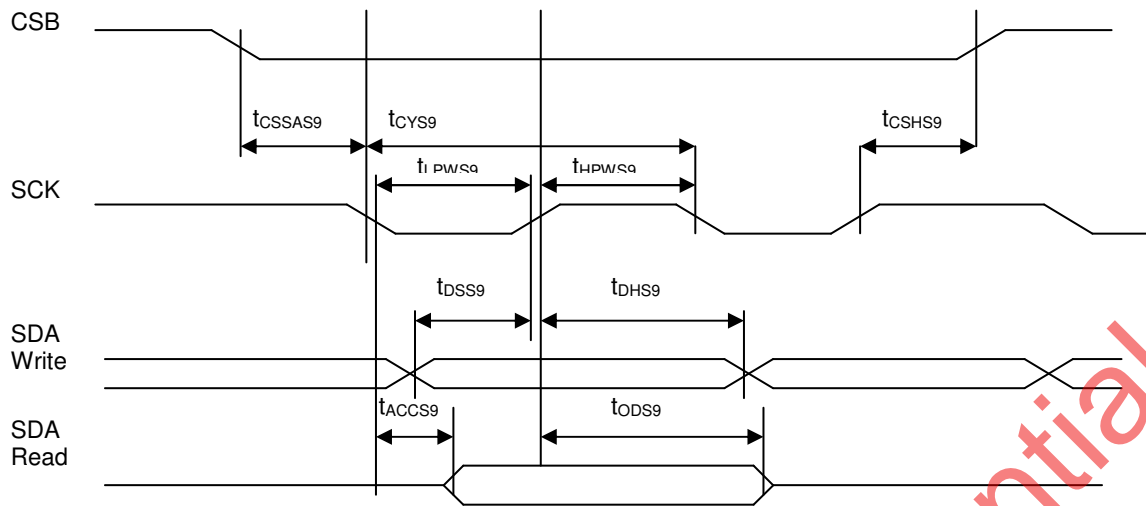 CSB
tCSSAS9 tCYS9 tCSHS9
tLPWS9 tHPWS9
SCK
tDSS9 tDHS9
SDA
Write
tACCS9 tODS9
SDA
Read
ntial